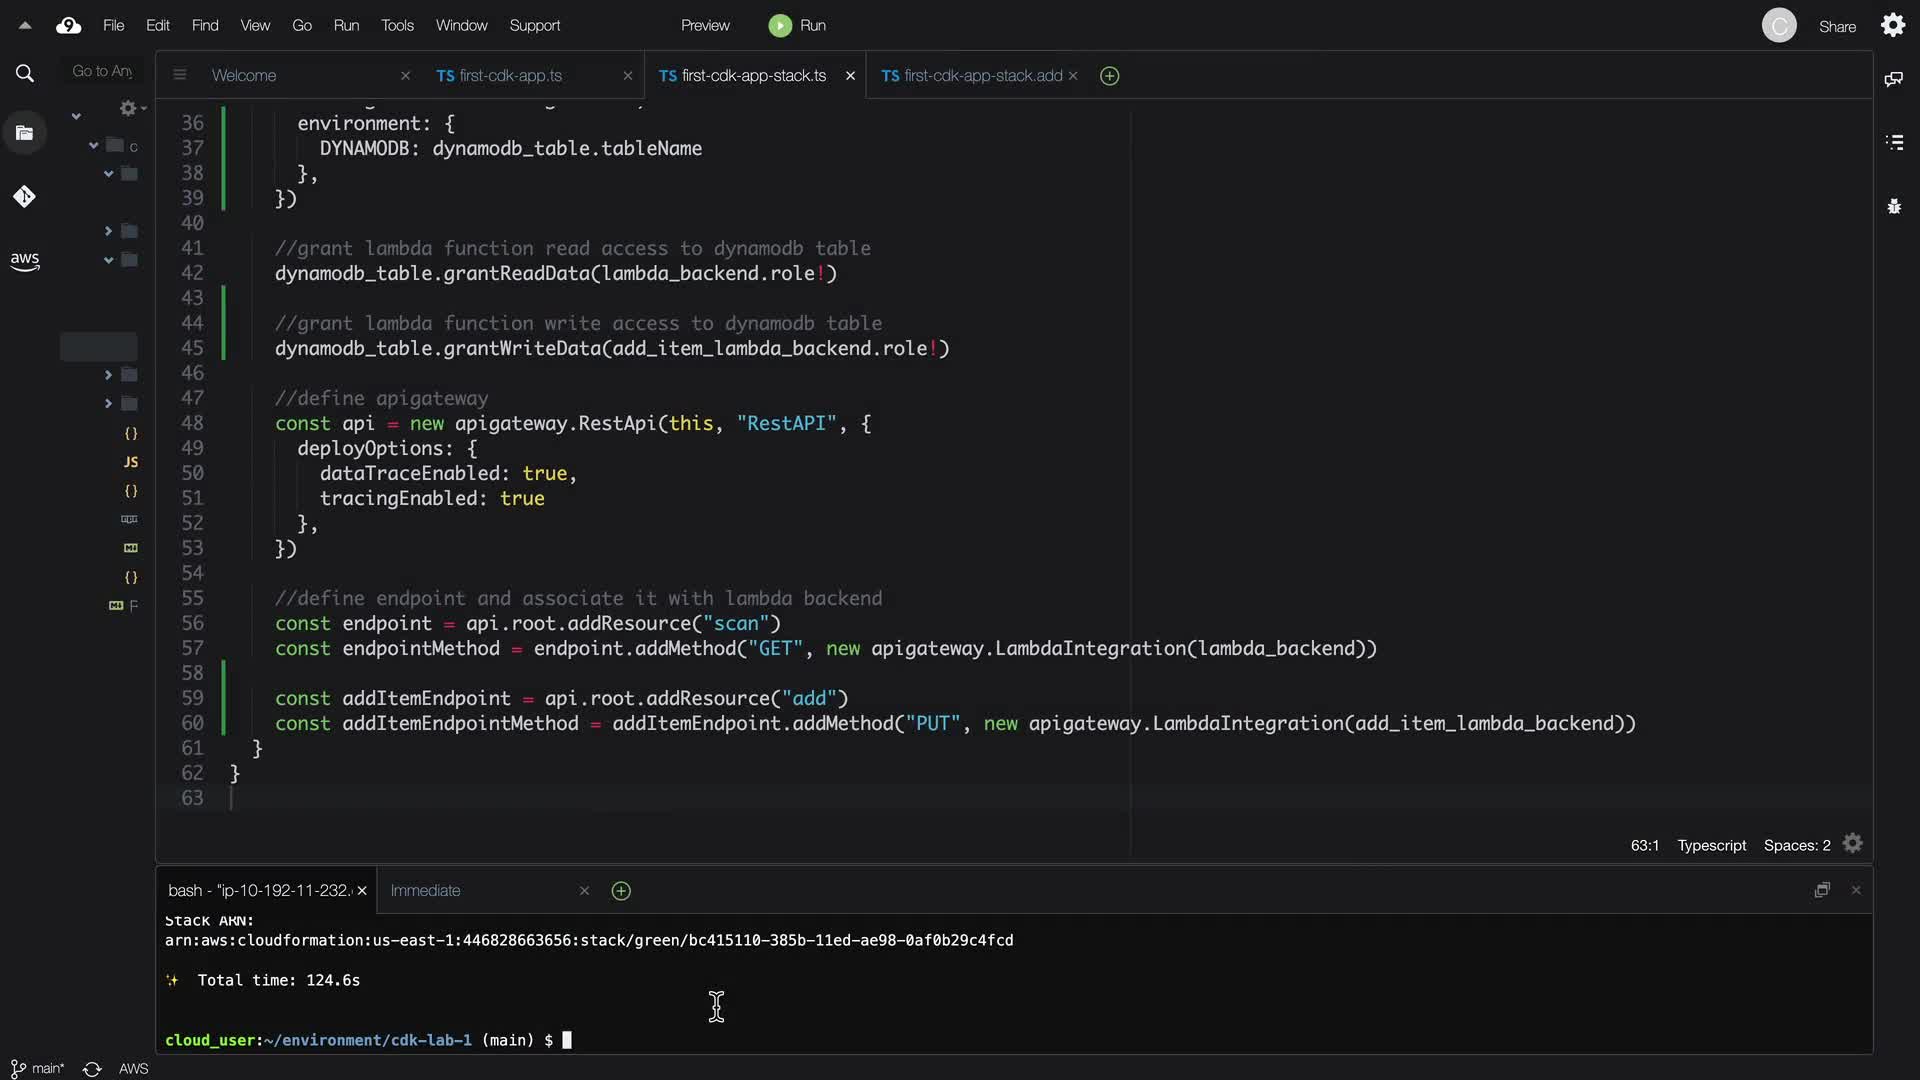 File Edit Find View Go Run Tools Window Support Preview Run C Share
Go to Any
Welcome
TS first-cdk-app.ts
TS first-cdk-app-stack.ts
TS first-cdk-app-stack.add
36 environment: {
37 DYNAMODB: dynamodb_table.tableName
38 },
39 })
40
41 //grant lambda function read access to dynamodb table
42 dynamodb_table.grantReadData(lambda_backend.role!)
43
44 //grant lambda function write access to dynamodb table
45 dynamodb_table.grantWriteData(add_item_lambda_backend.role!)
46
47 //define apigateway
48 const api = new apigateway.RestApi(this, "RestAPI", {
49 deployOptions: {
50 dataTraceEnabled: true,
51 tracingEnabled: true
52 },
53 })
54
55 //define endpoint and associate it with lambda backend
56 const endpoint = api.root.addResource("scan")
57 const endpointMethod = endpoint.addMethod("GET", new apigateway.LambdaIntegration(lambda_backend))
58
59 const addItemEndpoint = api.root.addResource("add")
60 const addItemEndpointMethod = addItemEndpoint.addMethod("PUT", new apigateway.LambdaIntegration(add_item_lambda_backend))
61 }
62 }
63
aws
c
{}
JS
{}
{}
63:1 Typescript Spaces: 2
bash - "ip-10-192-11-232.
Immediate
Stack ARN:
arn:aws:cloudformation:us-east-1:446828663656:stack/green/bc415110-385b-11ed-ae98-0af0b29c4fcd
Total time: 124.6s
cloud_user:~/environment/cdk-lab-1 (main) $
main* AWS